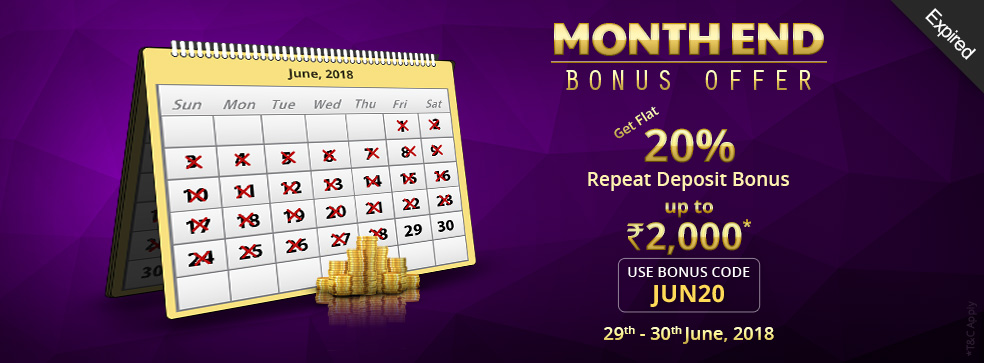 Expired
MONTH END
BONUS OFFER
Get Flat
20%
Repeat Deposit Bonus
up to
₹2,000*
USE BONUS CODE
JUN20
29th - 30th June, 2018
*T&C Apply
June, 2018
Sun Mon Tue Wed Thu Fri Sat
1 2
3 4 5 6 7 8 9
10 11 12 13 14 15 16
17 18 19 20 21 22 23
24 25 26 27 28 29 30
30